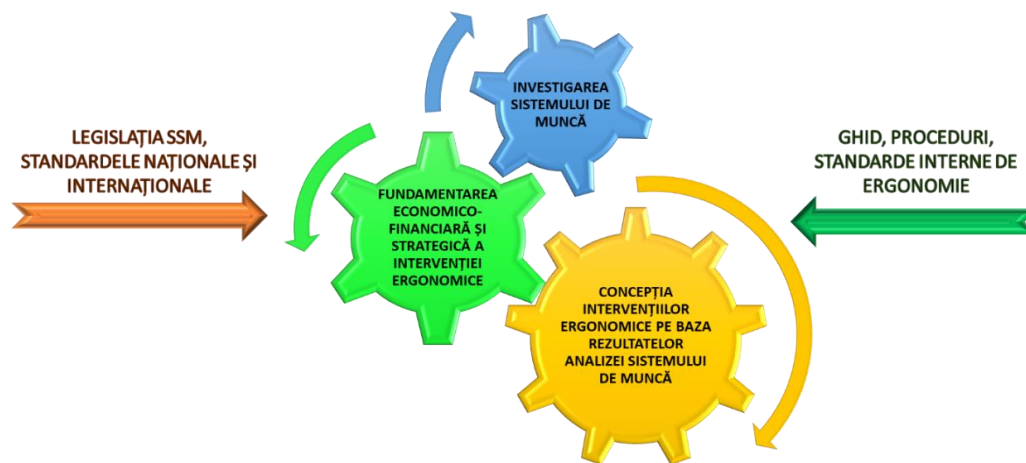 LEGISLAȚIA SSM,
STANDARDELE NAȚIONALE ȘI
INTERNAȚIONALE
INVESTIGAREA
SISTEMULUI DE
MUNCĂ
FUNDAMENTAREA
ECONOMICO-
FINANCIARĂ ȘI
STRATEGICĂ A
INTERVENȚIEI
ERGONOMICE
CONCEPȚIA
INTERVENȚIILOR
ERGONOMICE PE BAZA
REZULTATELOR
ANALIZEI SISTEMULUI
DE MUNCĂ
GHID, PROCEDURI,
STANDARDE INTERNE DE
ERGONOMIE